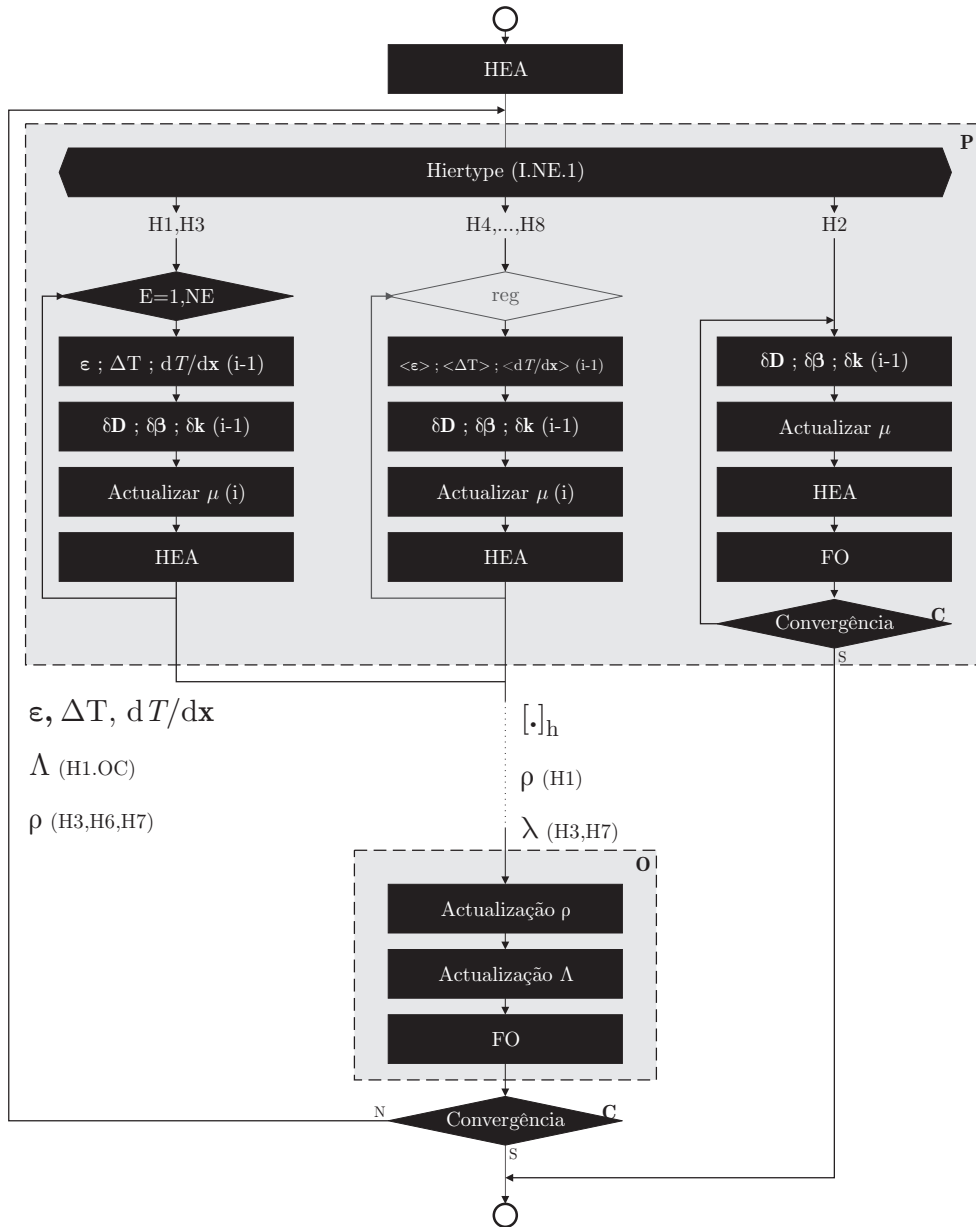 HEA
P
Hiertype (I.NE.1)
H1,H3
H4,...,H8
H2
E=1,NE
reg
ε ; ΔT ; dT/dx (i-1)
<ε> ; <ΔT> ; <dT/dx> (i-1)
δD ; δβ ; δk (i-1)
δD ; δβ ; δk (i-1)
δD ; δβ ; δk (i-1)
Actualizar μ (i)
Actualizar μ (i)
Actualizar μ
HEA
HEA
HEA
FO
Convergência
C
S
ε, ΔT, dT/dx
Λ (H1.OC)
ρ (H3,H6,H7)
[.]h
ρ (H1)
λ (H3,H7)
O
Actualização ρ
Actualização Λ
FO
N
Convergência
C
S